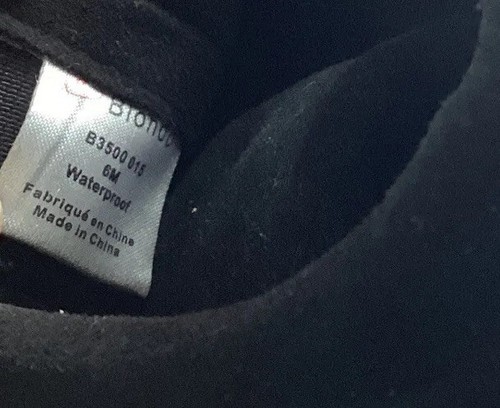 B3500 015
6M
Waterproof
Fabriqué en Chine
Made in China